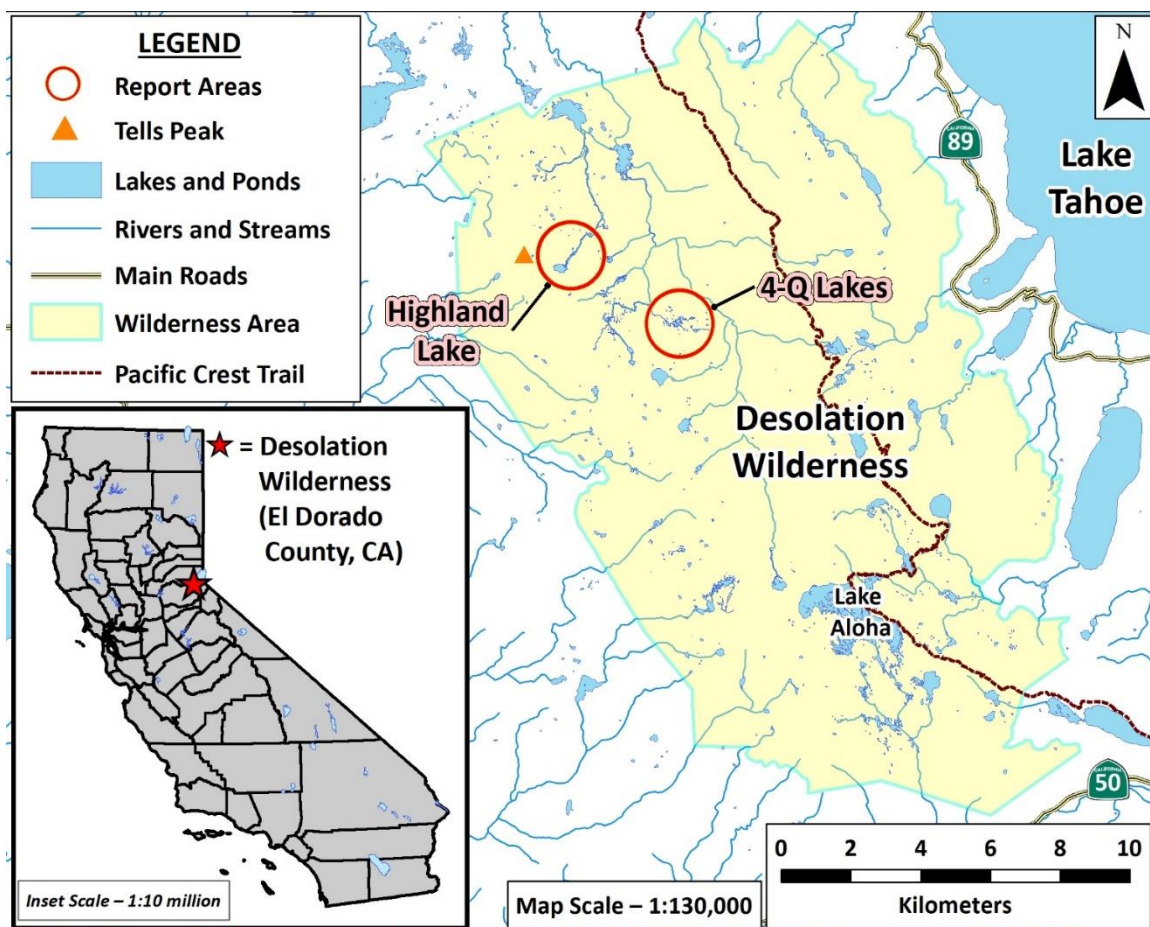 LEGEND
Report Areas
Tells Peak
Lakes and Ponds
Rivers and Streams
Main Roads
Wilderness Area
Pacific Crest Trail
N
CALIFORNIA
89
Lake
Tahoe
Highland
Lake
4-Q Lakes
Desolation
Wilderness
Lake
Aloha
CALIFORNIA
50
= Desolation
Wilderness
(El Dorado
County, CA)
Inset Scale – 1:10 million
Map Scale – 1:130,000
0 2 4 6 8 10
Kilometers